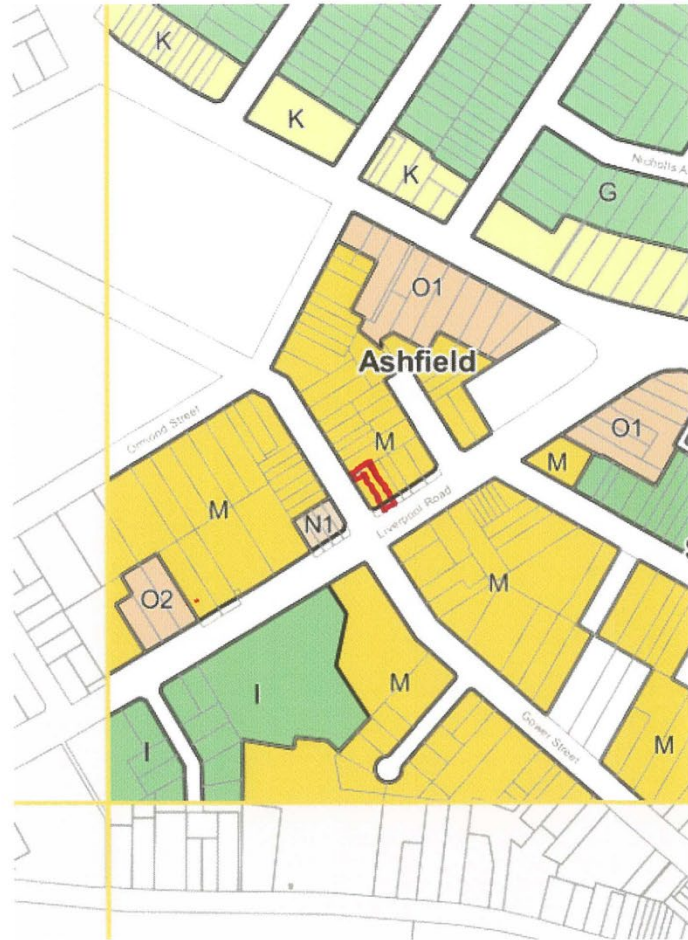 K
K
K
Nicholls A
G
O1
Ashfield
Ormond Street
M
O1
M
M
Liverpool Road
N1
M
O2
I
M
I
Gower Street
M